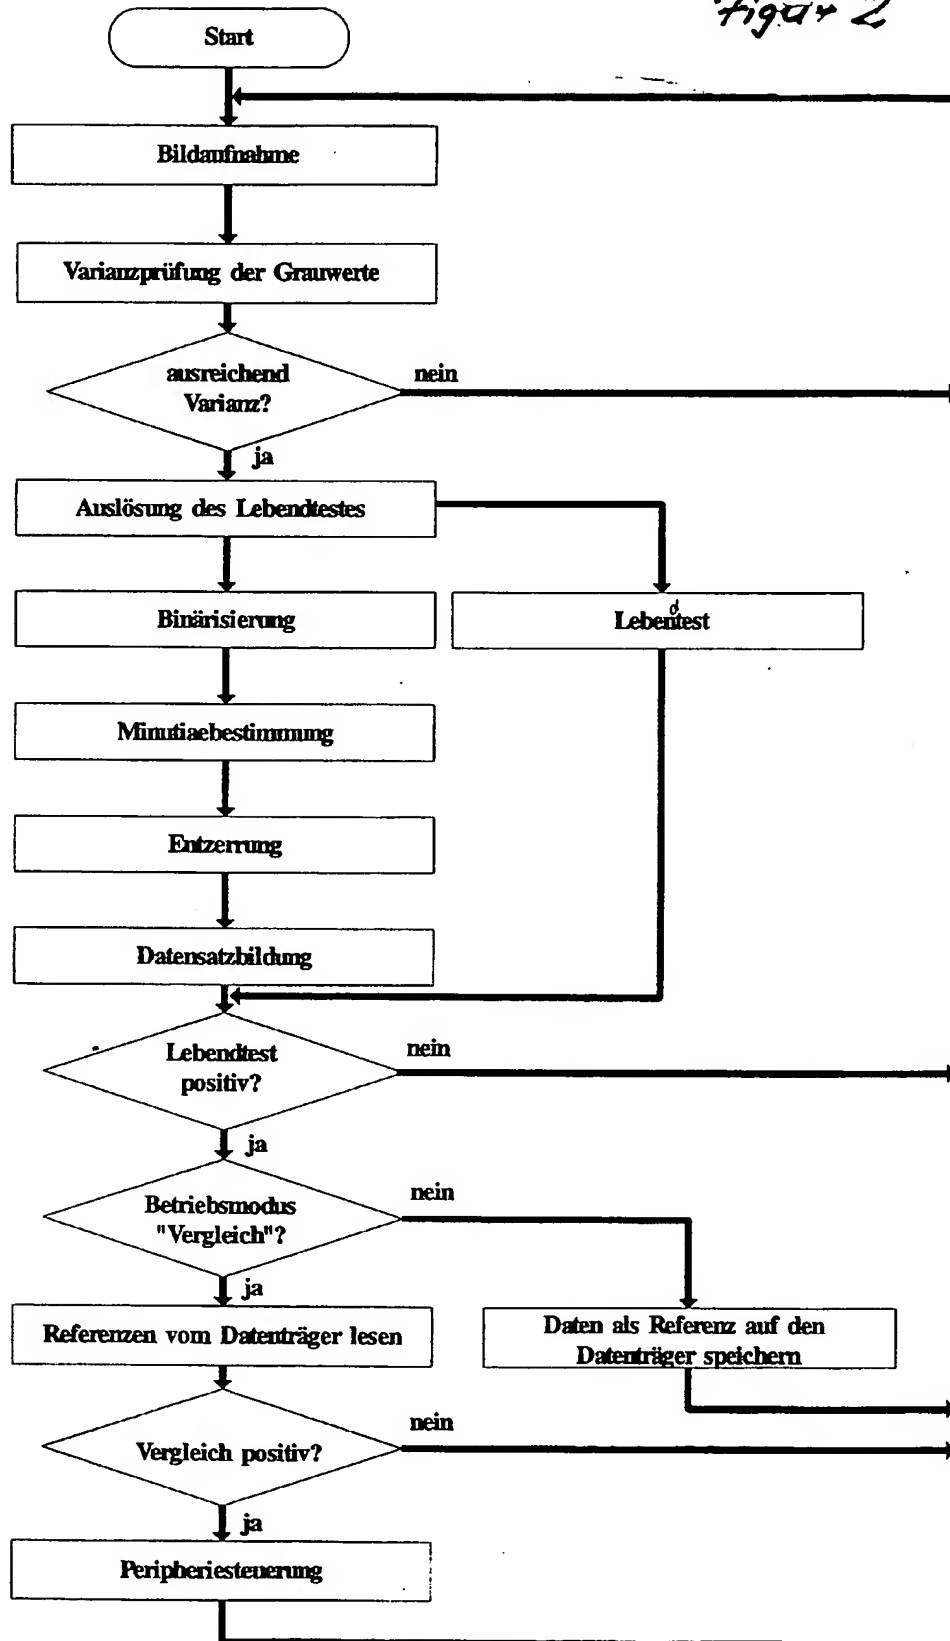 Figur 2
Start
Bildaufnahme
Varianzprüfung der Grauwerte
ausreichend
Varianz?
nein
ja
Auslösung des Lebendtestes
Binärisierung
Lebendtest
Minutiaebestimmung
Entzerrung
Datensatzbildung
Lebendtest
positiv?
nein
ja
Betriebsmodus
"Vergleich"?
nein
ja
Referenzen vom Datenträger lesen
Daten als Referenz auf den
Datenträger speichern
Vergleich positiv?
nein
ja
Peripheriesteuerung